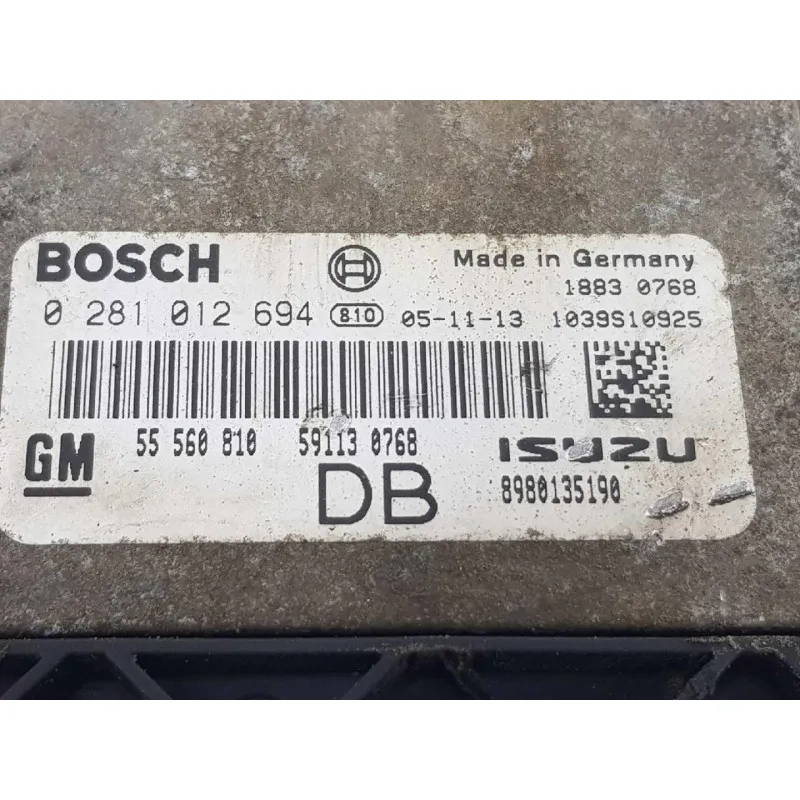 BOSCH Made in Germany
1883 0768
0 281 012 694 810 05-11-13 1039S10925
GM 55 560 810 59113 0768 ISUZU
DB 8980135190